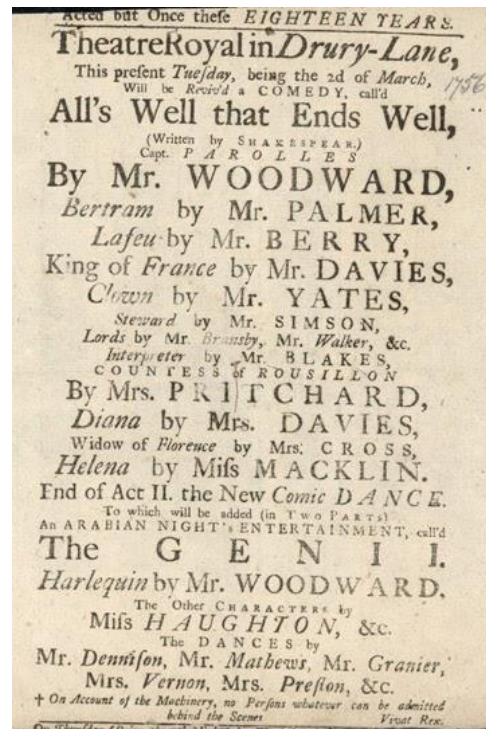 Acted but Once theſe EIGHTEEN YEARS.
TheatreRoyal in Drury-Lane,
This preſent Tueſday, being the 2d of March,
1756
Will be Reviv'd a COMEDY, call'd
All's Well that Ends Well,
(Written by SHAKESPEAR.)
Capt. PAROLLES
By Mr. WOODWARD,
Bertram by Mr. PALMER,
Lafeu by Mr. BERRY,
King of France by Mr. DAVIES,
Clown by Mr. YATES,
Steward by Mr. SIMSON,
Lords by Mr. Bransby, Mr. Walker, &c.
Interpreter by Mr. BLAKES,
COUNTESS of ROUSILLON
By Mrs. PRITCHARD,
Diana by Mrs. DAVIES,
Widow of Florence by Mrs. CROSS,
Helena by Miſs MACKLIN.
End of Act II. the New Comic DANCE.
To which will be added (in TWO PARTS)
An ARABIAN NIGHT's ENTERTAINMENT, call'd
The GENII.
Harlequin by Mr. WOODWARD.
The Other CHARACTERS by
Miſs HAUGHTON, &c.
The DANCES by
Mr. Denniſon, Mr. Mathews, Mr. Granier,
Mrs. Vernon, Mrs. Preſton, &c.
† On Account of the Machinery, no Perſons whatever can be admitted
behind the Scenes Vivat Rex.